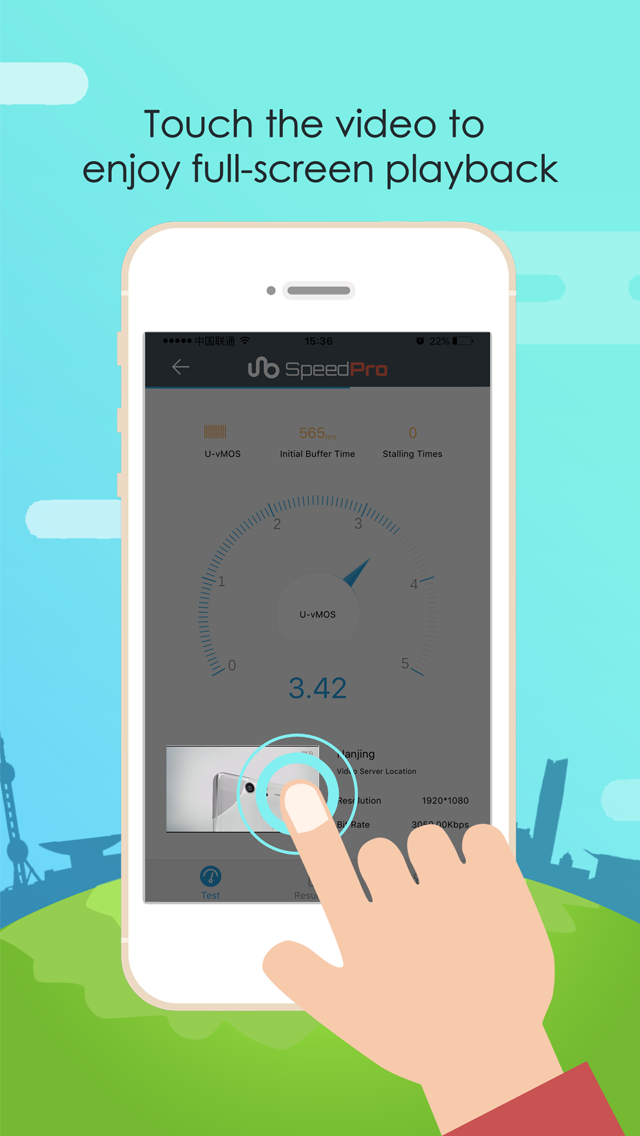 Touch the video to
enjoy full-screen playback
中国联通 15:36 22%
SpeedPro
565ms 0
U-vMOS Initial Buffer Time Stalling Times
0 1 2 3 4 5
U-vMOS
3.42
Nanjing
Video Server Location
Resolution 1920*1080
Bit Rate 3050.00Kbps
Test Resu